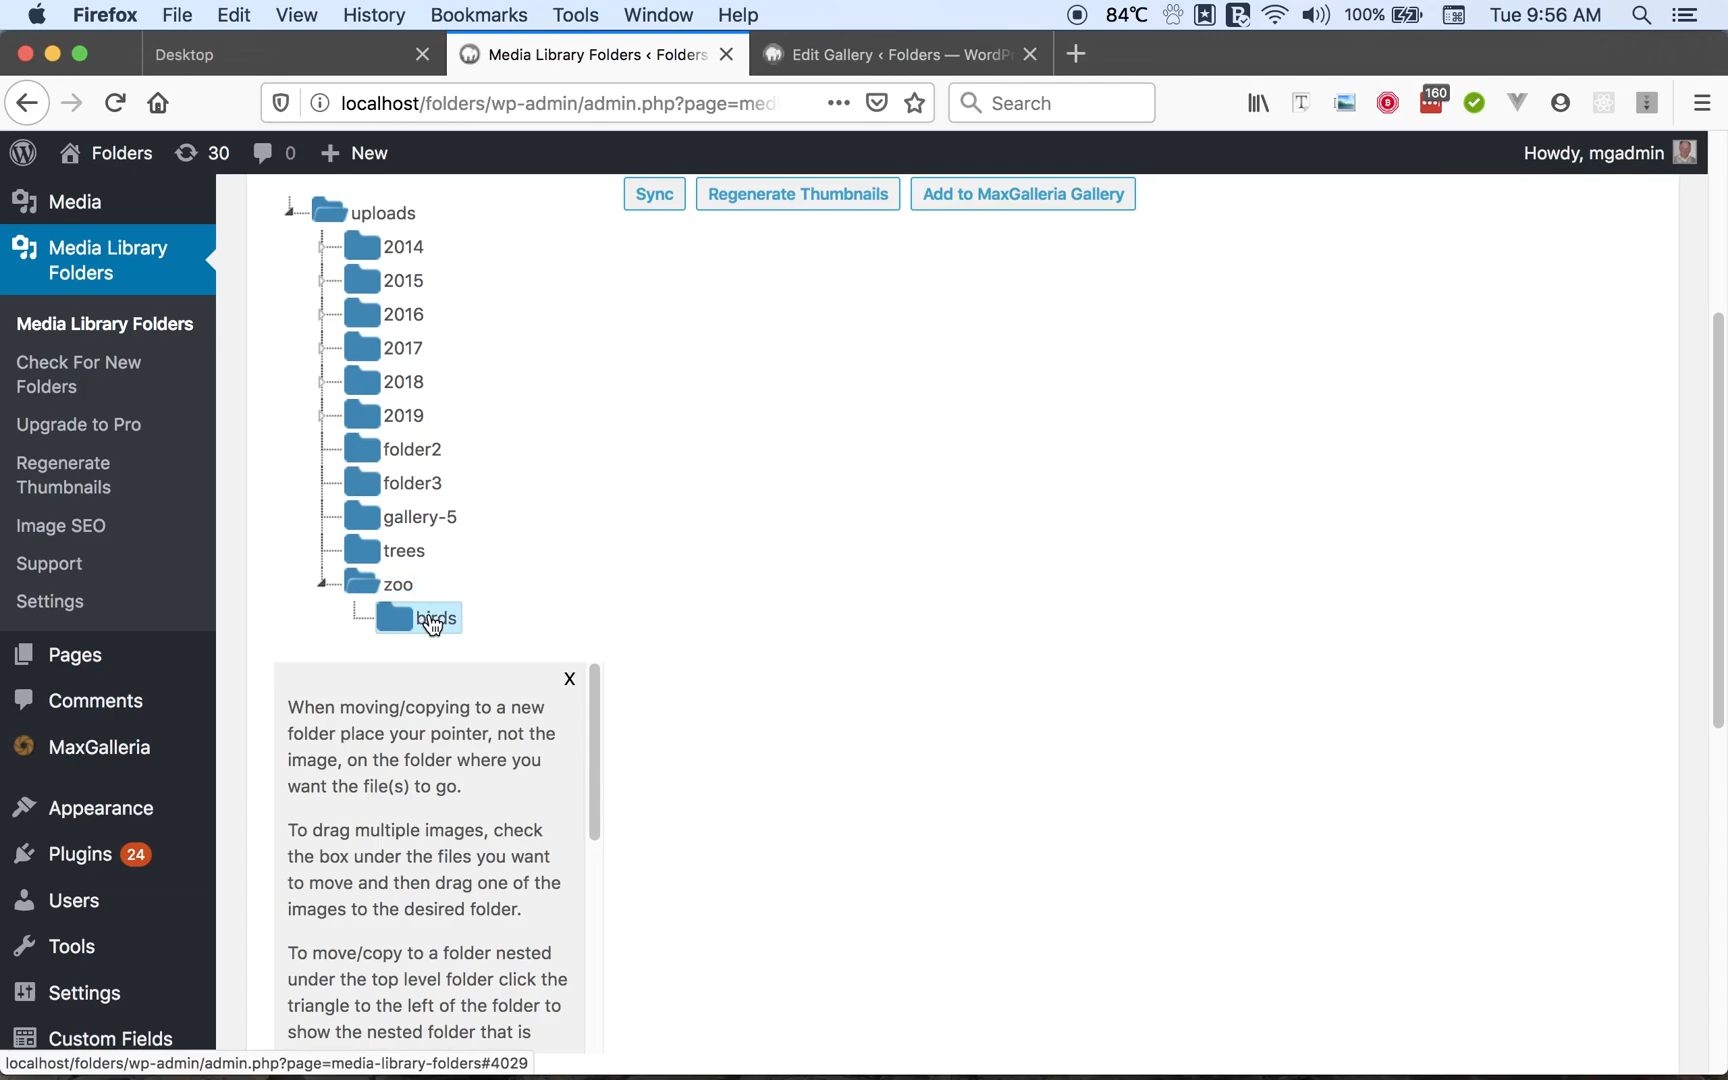 Firefox File Edit View History Bookmarks Tools Window Help 84℃ 100% Tue 9:56 AM
Desktop Media Library Folders ‹ Folders Edit Gallery ‹ Folders — WordPr
localhost/folders/wp-admin/admin.php?page=med Search 160
Folders 30 0 New Howdy, mgadmin
Media
Media Library
Folders
Media Library Folders
Check For New
Folders
Upgrade to Pro
Regenerate
Thumbnails
Image SEO
Support
Settings
Pages
Comments
MaxGalleria
Appearance
Plugins 24
Users
Tools
Settings
Custom Fields
Sync Regenerate Thumbnails Add to MaxGalleria Gallery
uploads
2014
2015
2016
2017
2018
2019
folder2
folder3
gallery-5
trees
zoo
birds
X
When moving/copying to a new
folder place your pointer, not the
image, on the folder where you
want the file(s) to go.
To drag multiple images, check
the box under the files you want
to move and then drag one of the
images to the desired folder.
To move/copy to a folder nested
under the top level folder click the
triangle to the left of the folder to
show the nested folder that is
localhost/folders/wp-admin/admin.php?page=media-library-folders#4029